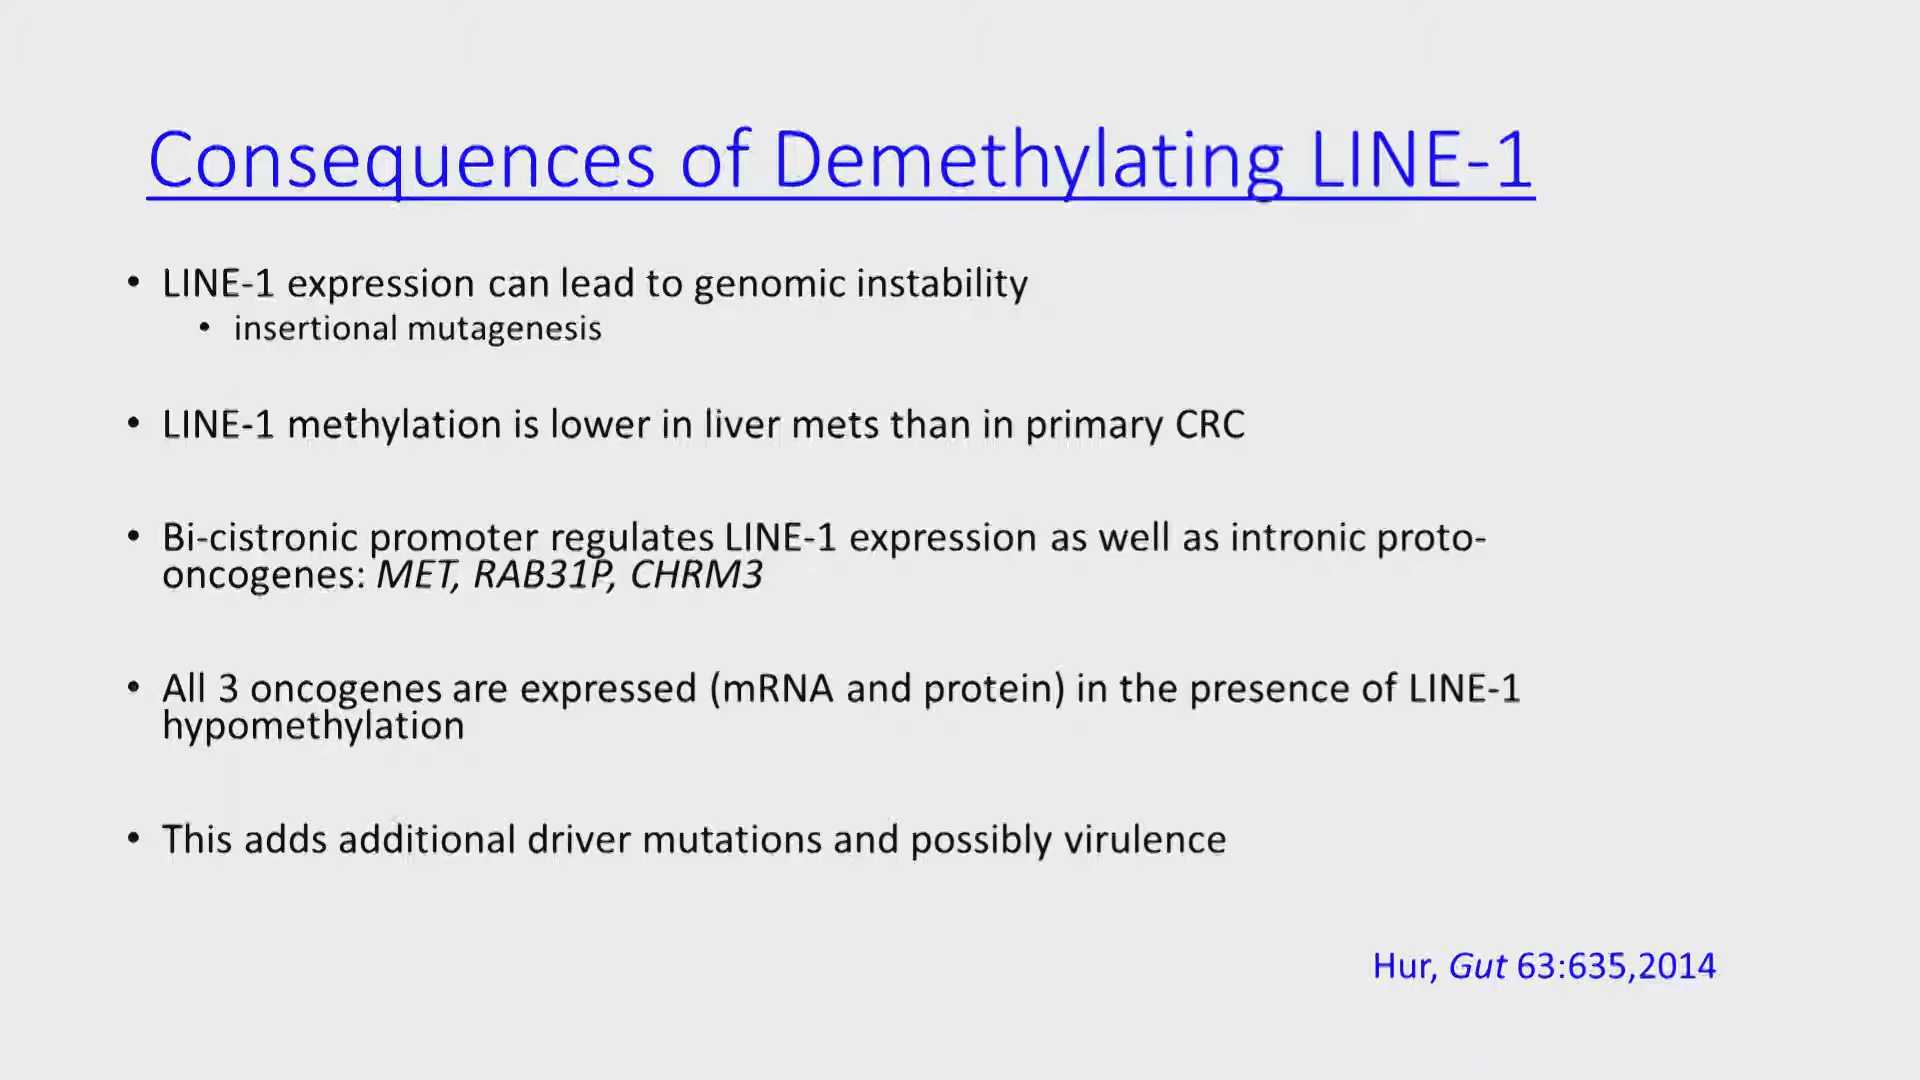 Consequences of Demethylating LINE-1
• LINE-1 expression can lead to genomic instability
• insertional mutagenesis
• LINE-1 methylation is lower in liver mets than in primary CRC
• Bi-cistronic promoter regulates LINE-1 expression as well as intronic proto-
oncogenes: MET, RAB31P, CHRM3
• All 3 oncogenes are expressed (mRNA and protein) in the presence of LINE-1
hypomethylation
• This adds additional driver mutations and possibly virulence
Hur, Gut 63:635,2014